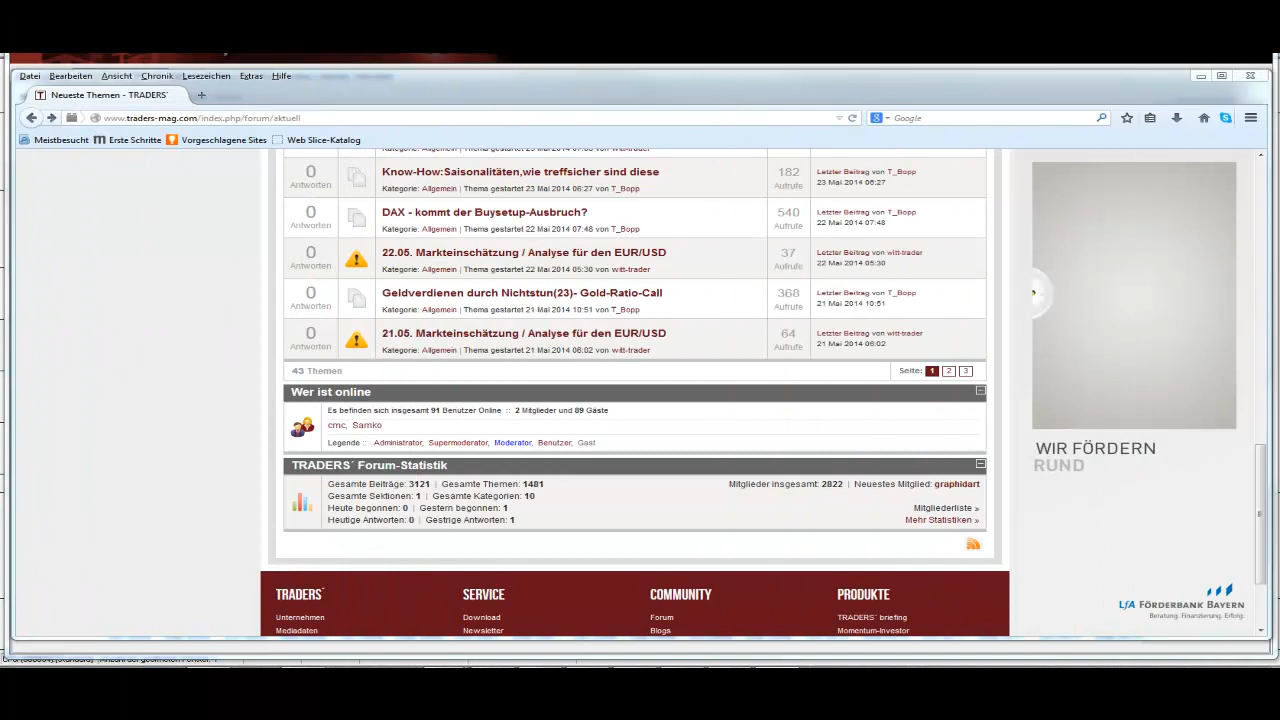 Datei Bearbeiten Ansicht Chronik Lesezeichen Extras Hilfe
T Neueste Themen - TRADERS´ +
www.traders-mag.com/index.php/forum/aktuell
Google
Meistbesucht Erste Schritte Vorgeschlagene Sites Web Slice-Katalog
0 Antworten
Know-How:Saisonalitäten,wie treffsicher sind diese
Kategorie: Allgemein | Thema gestartet 23 Mai 2014 06:27 von T_Bopp
182 Aufrufe
Letzter Beitrag von T_Bopp
23 Mai 2014 06:27
0 Antworten
DAX - kommt der Buysetup-Ausbruch?
Kategorie: Allgemein | Thema gestartet 22 Mai 2014 07:48 von T_Bopp
540 Aufrufe
Letzter Beitrag von T_Bopp
22 Mai 2014 07:48
0 Antworten
22.05. Markteinschätzung / Analyse für den EUR/USD
Kategorie: Allgemein | Thema gestartet 22 Mai 2014 05:30 von witt-trader
37 Aufrufe
Letzter Beitrag von witt-trader
22 Mai 2014 05:30
0 Antworten
Geldverdienen durch Nichtstun(23)- Gold-Ratio-Call
Kategorie: Allgemein | Thema gestartet 21 Mai 2014 10:51 von T_Bopp
368 Aufrufe
Letzter Beitrag von T_Bopp
21 Mai 2014 10:51
0 Antworten
21.05. Markteinschätzung / Analyse für den EUR/USD
Kategorie: Allgemein | Thema gestartet 21 Mai 2014 06:02 von witt-trader
64 Aufrufe
Letzter Beitrag von witt-trader
21 Mai 2014 06:02
43 Themen
Seite: 1 2 3
Wer ist online
Es befinden sich insgesamt 91 Benutzer Online :: 2 Mitglieder und 89 Gäste
cmc, Samko
Legende :: Administrator, Supermoderator, Moderator, Benutzer, Gast
TRADERS´ Forum-Statistik
Gesamte Beiträge: 3121 | Gesamte Themen: 1481
Gesamte Sektionen: 1 | Gesamte Kategorien: 10
Heute begonnen: 0 | Gestern begonnen: 1
Heutige Antworten: 0 | Gestrige Antworten: 1
Mitglieder insgesamt: 2822 | Neuestes Mitglied: graphidart
Mitgliederliste »
Mehr Statistiken »
WIR FÖRDERN
RUND
LfA FÖRDERBANK BAYERN
Beratung. Finanzierung. Erfolg.
TRADERS´ SERVICE COMMUNITY PRODUKTE
Unternehmen Download Forum TRADERS´ briefing
Mediadaten Newsletter Blogs Momentum-Investor